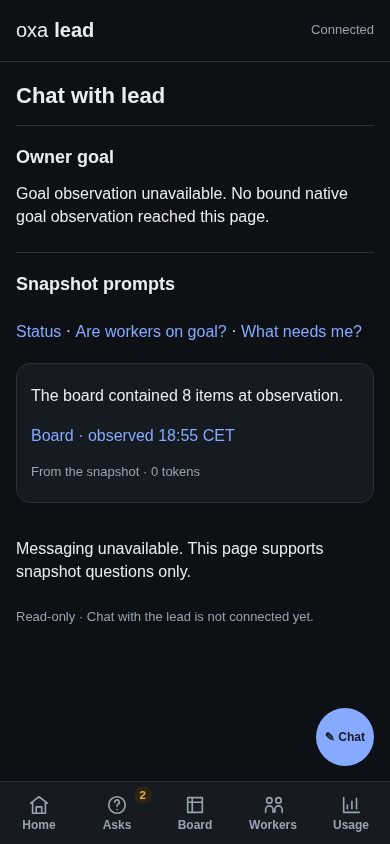 oxa lead
Connected
Chat with lead
Owner goal
Goal observation unavailable. No bound native
goal observation reached this page.
Snapshot prompts
Status · Are workers on goal? · What needs me?
The board contained 8 items at observation.
Board · observed 18:55 CET
From the snapshot · 0 tokens
Messaging unavailable. This page supports
snapshot questions only.
Read-only · Chat with the lead is not connected yet.
✎ Chat
2
Home Asks Board Workers Usage